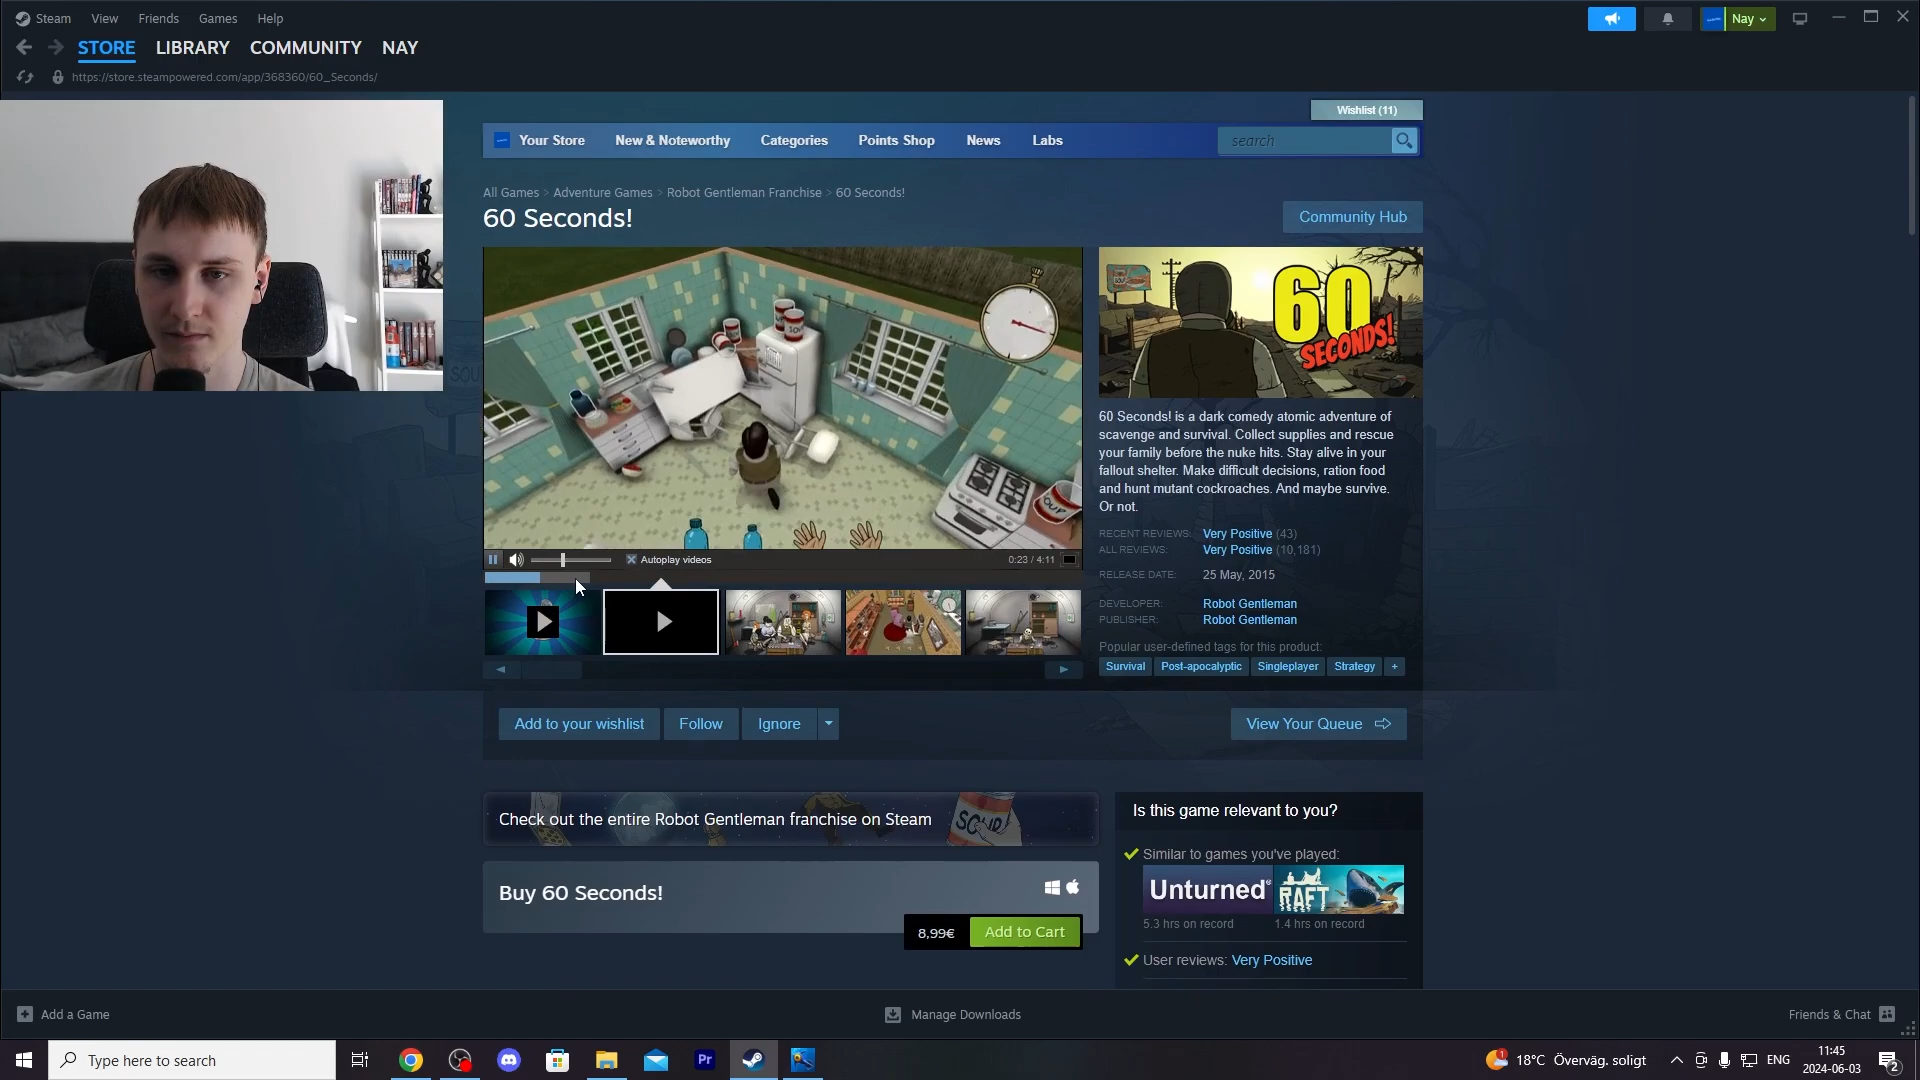 Steam View Friends Games Help
Nay
STORE LIBRARY COMMUNITY NAY
https://store.steampowered.com/app/368360/60_Seconds/
Wishlist (11)
Your Store New & Noteworthy Categories Points Shop News Labs
search
All Games > Adventure Games > Robot Gentleman Franchise > 60 Seconds!
60 Seconds!
Community Hub
60
SECONDS!
SOUP
60 Seconds! is a dark comedy atomic adventure of
scavenge and survival. Collect supplies and rescue
your family before the nuke hits. Stay alive in your
fallout shelter. Make difficult decisions, ration food
and hunt mutant cockroaches. And maybe survive.
Or not.
RECENT REVIEWS: Very Positive (43)
ALL REVIEWS: Very Positive (10,181)
RELEASE DATE: 25 May, 2015
DEVELOPER: Robot Gentleman
PUBLISHER: Robot Gentleman
Popular user-defined tags for this product:
Survival Post-apocalyptic Singleplayer Strategy +
Autoplay videos
0:23 / 4:11
Add to your wishlist Follow Ignore
View Your Queue
Check out the entire Robot Gentleman franchise on Steam
SOUP
Buy 60 Seconds!
8,99€ Add to Cart
Is this game relevant to you?
Similar to games you've played:
Unturned RAFT
5.3 hrs on record 1.4 hrs on record
User reviews: Very Positive
Add a Game
Manage Downloads
Friends & Chat
Type here to search
Pr
1
18°C Överväg. soligt
ENG
11:45
2024-06-03
2